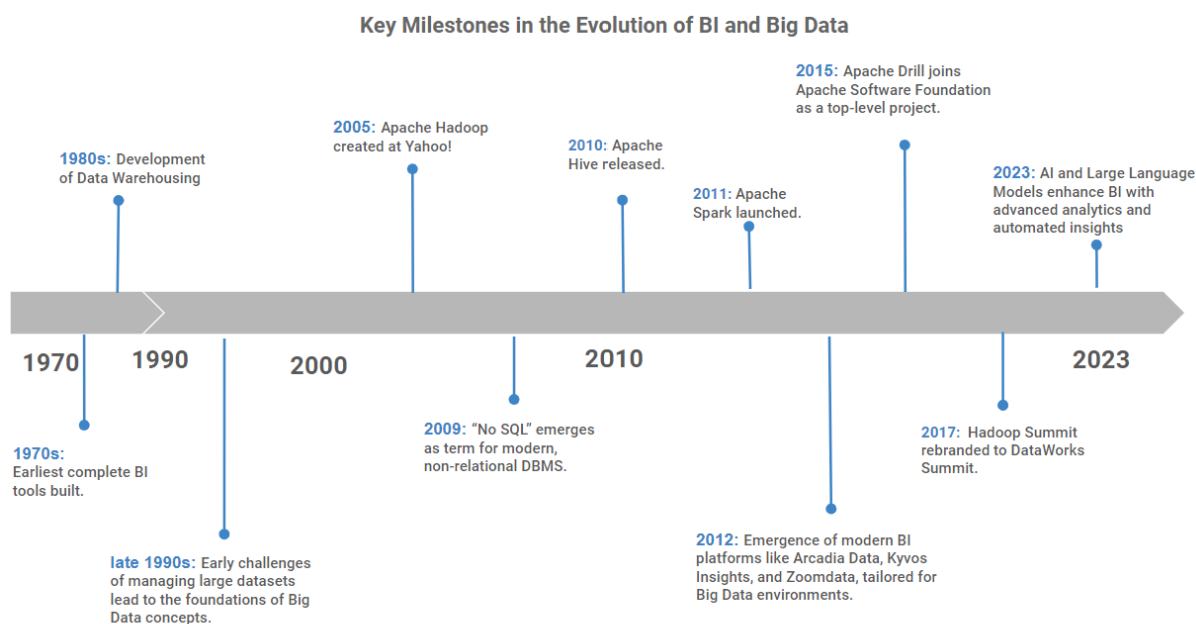 Key Milestones in the Evolution of BI and Big Data
2015: Apache Drill joins
Apache Software Foundation
as a top-level project.
2005: Apache Hadoop
created at Yahoo!
2010: Apache
Hive released.
1980s: Development
of Data Warehousing
2011: Apache
Spark launched.
2023: AI and Large Language
Models enhance BI with
advanced analytics and
automated insights
1970
1990
2000
2010
2023
1970s:
Earliest complete BI
tools built.
2009: “No SQL” emerges
as term for modern,
non-relational DBMS.
2017: Hadoop Summit
rebranded to DataWorks
Summit.
late 1990s: Early challenges
of managing large datasets
lead to the foundations of Big
Data concepts.
2012: Emergence of modern BI
platforms like Arcadia Data, Kyvos
Insights, and Zoomdata, tailored for
Big Data environments.